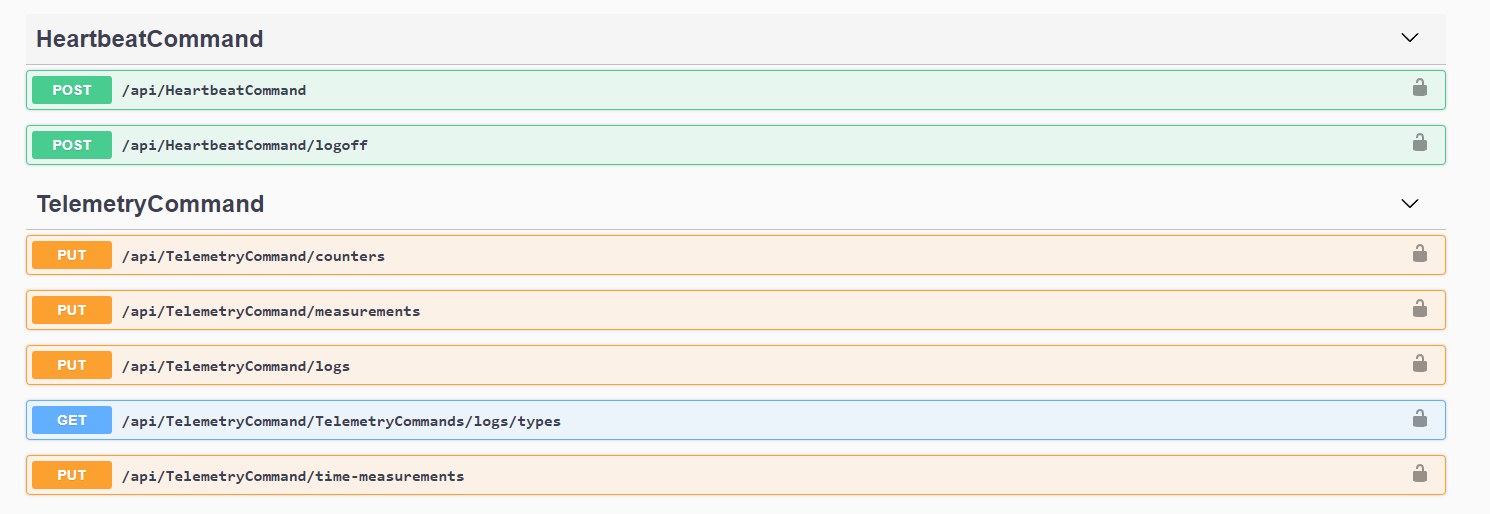 HeartbeatCommand
POST /api/HeartbeatCommand
POST /api/HeartbeatCommand/logoff
TelemetryCommand
PUT /api/TelemetryCommand/counters
PUT /api/TelemetryCommand/measurements
PUT /api/TelemetryCommand/logs
GET /api/TelemetryCommand/TelemetryCommands/logs/types
PUT /api/TelemetryCommand/time-measurements